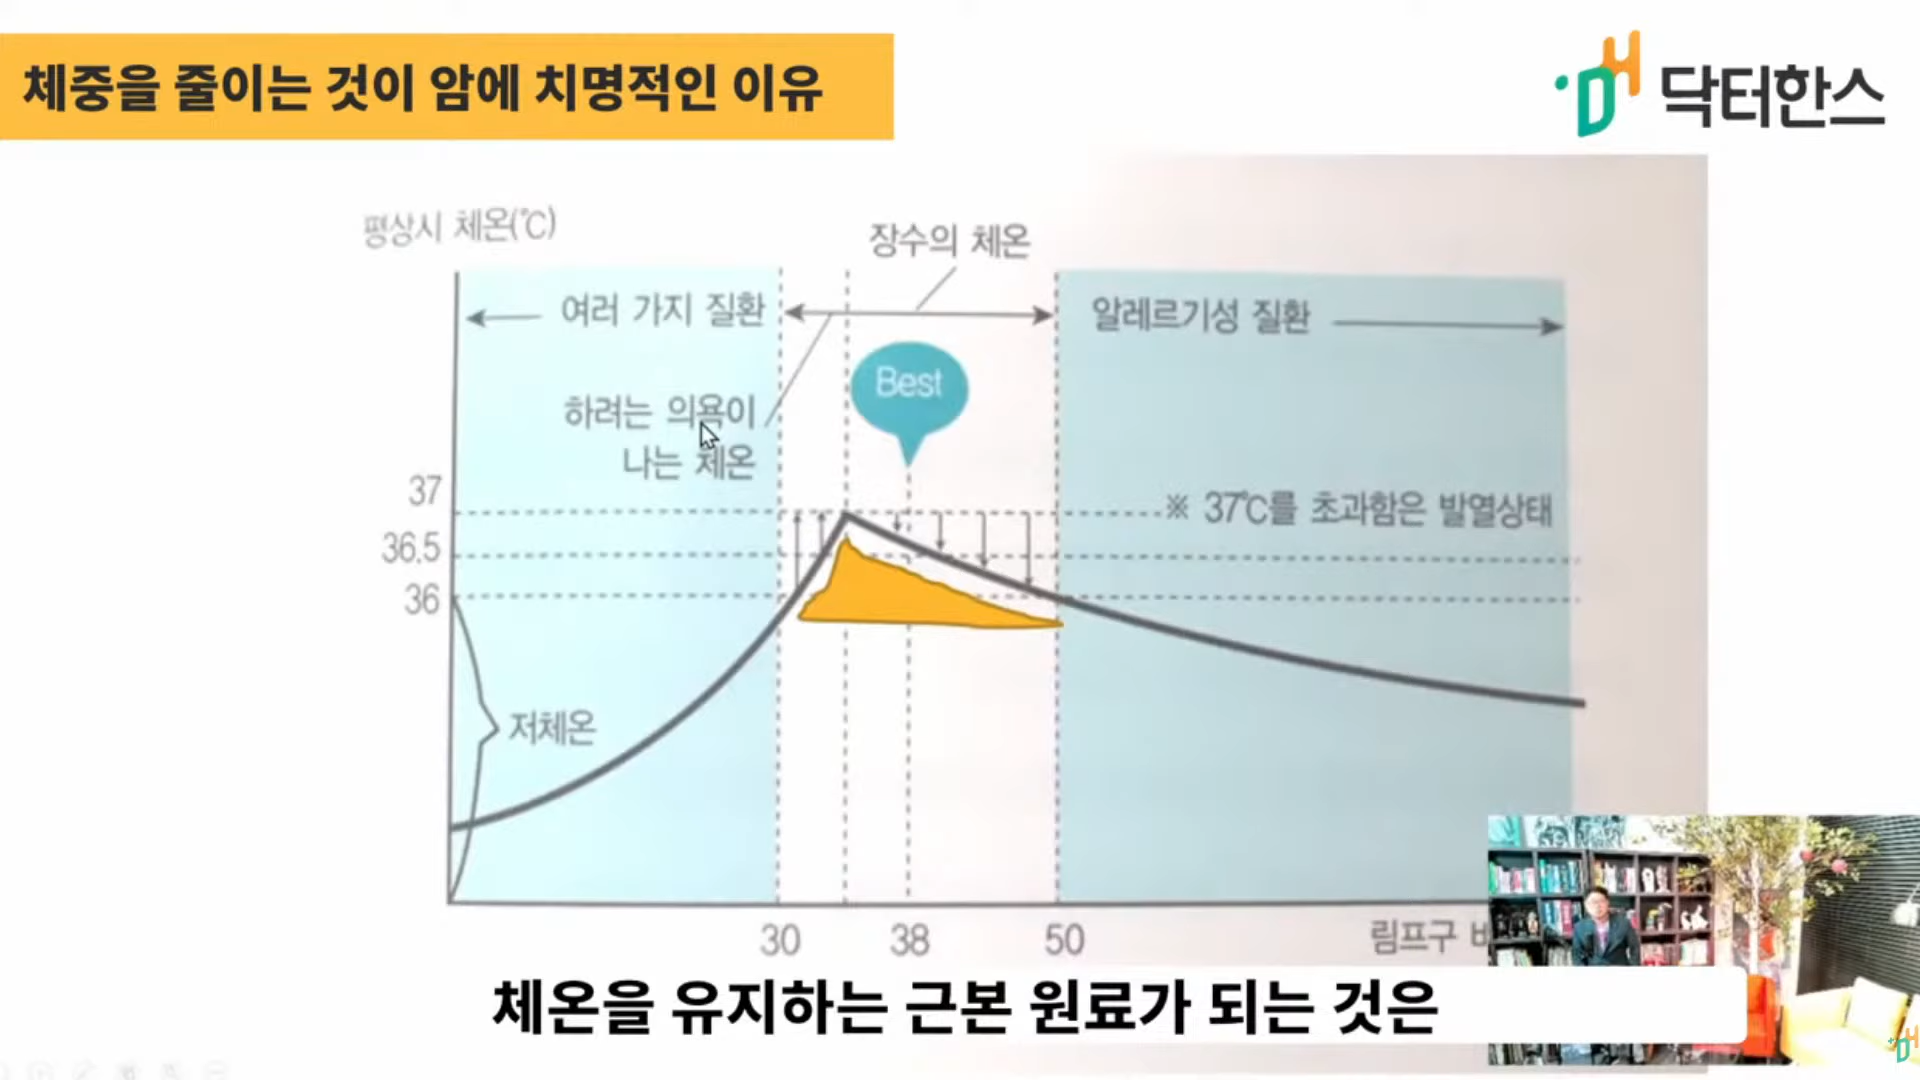 체중을 줄이는 것이 암에 치명적인 이유
닥터한스
평상시 체온(℃)
장수의 체온
여러 가지 질환
알레르기성 질환
Best
하려는 의욕이
나는 체온
37
※ 37℃를 초과함은 발열상태
36.5
36
저체온
30
38
50
림프구
체온을 유지하는 근본 원료가 되는 것은